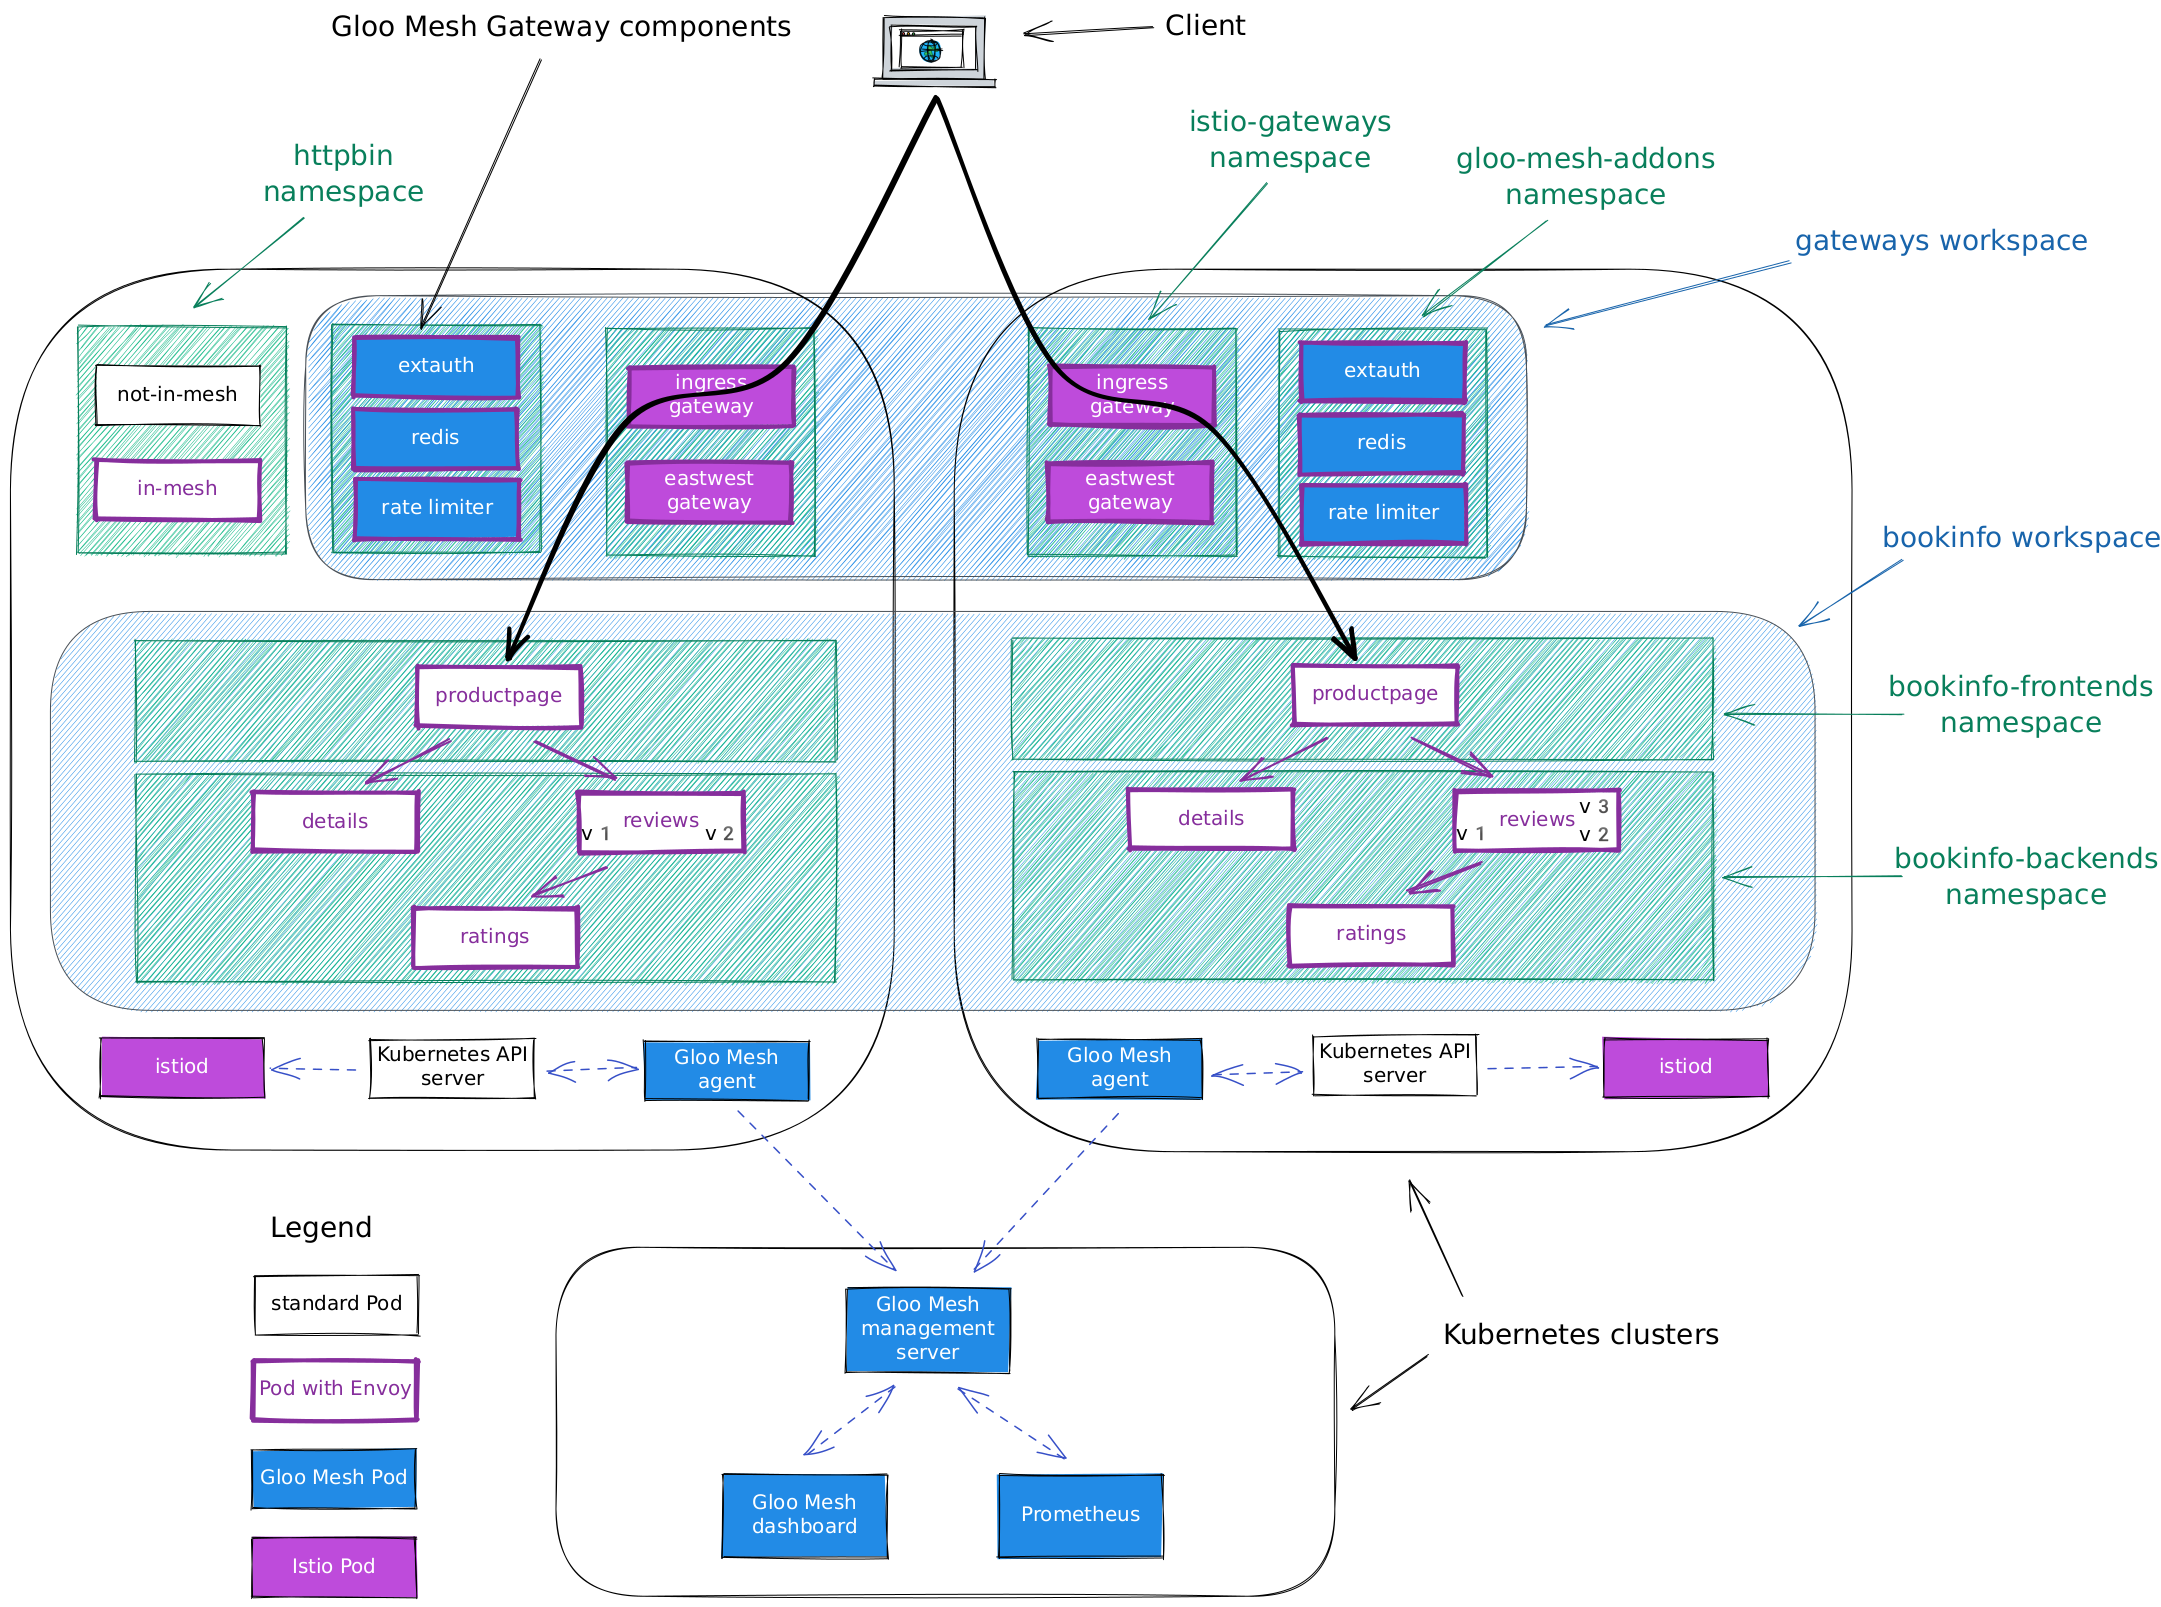 Gloo Mesh Gateway components
Client
istio-gateways
namespace
httpbin
namespace
gloo-mesh-addons
namespace
gateways workspace
not-in-mesh
in-mesh
extauth
redis
rate limiter
ingress
gateway
eastwest
gateway
ingress
gateway
eastwest
gateway
extauth
redis
rate limiter
bookinfo workspace
productpage
details
reviews
v 1
v 2
ratings
productpage
details
reviews
v 3
v 1
v 2
ratings
bookinfo-frontends
namespace
bookinfo-backends
namespace
istiod
Kubernetes API
server
Gloo Mesh
agent
Gloo Mesh
agent
Kubernetes API
server
istiod
Legend
standard Pod
Pod with Envoy
Gloo Mesh Pod
Istio Pod
Gloo Mesh
management
server
Gloo Mesh
dashboard
Prometheus
Kubernetes clusters